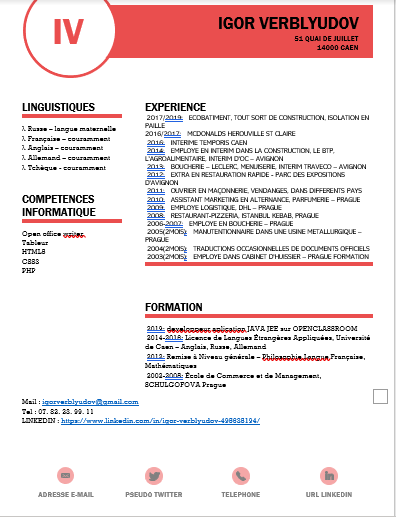 IV
IGOR VERBLYUDOV
51 QUAI DE JUILLET
14000 CAEN
LINGUISTIQUES
λ Russe – langue maternelle
λ Française – couramment
λ Anglais – couramment
λ Allemand – couramment
λ Tchèque - couramment
COMPETENCES
INFORMATIQUE
Open office writer,
Tableur
HTML5
CSS3
PHP
EXPERIENCE
2017/2019: ECOBATIMENT, TOUT SORT DE CONSTRUCTION, ISOLATION EN
PAILLE
2016/2017: MCDONALDS HEROUVILLE ST CLAIRE
2016: INTERIME TEMPORIS CAEN
2014: EMPLOYE EN INTERIM DANS LA CONSTRUCTION, LE BTP,
L'AGROALIMENTAIRE, INTERIM D'OC – AVIGNON
2013: BOUCHERIE – LECLERC, MENUISERIE, INTERIM TRAVECO – AVIGNON
2012: EXTRA EN RESTAURATION RAPIDE - PARC DES EXPOSITIONS
D'AVIGNON
2011: OUVRIER EN MAÇONNERIE, VENDANGES, DANS DIFFERENTS PAYS
2010: ASSISTANT MARKETING EN ALTERNANCE, PARFUMERIE – PRAGUE
2009: EMPLOYE LOGISTIQUE, DHL – PRAGUE
2008: RESTAURANT-PIZZERIA, ISTANBUL KEBAB, PRAGUE
2006-2007: EMPLOYE EN BOUCHERIE – PRAGUE
2005(2MOIS): MANUTENTIONNAIRE DANS UNE USINE METALLURGIQUE –
PRAGUE
2004(2MOIS): TRADUCTIONS OCCASIONNELLES DE DOCUMENTS OFFICIELS
2003(2MOIS): EMPLOYE DANS CABINET D'HUISSIER – PRAGUE FORMATION
FORMATION
2019: developpeur aplication JAVA JEE sur OPENCLASSROOM
2014-2018: Licence de Langues Étrangères Appliquées, Université
de Caen – Anglais, Russe, Allemand
2013: Remise à Niveau générale – Philosophie, Langue Française,
Mathématiques
2002-2008: École de Commerce et de Management,
SCHULGOFOVA Prague
Mail : igorverblyudov@gmail.com
Tel : 07. 83. 28. 99. 11
LINKEDIN : https://www.linkedin.com/in/igor-verblyudov-498638124/
ADRESSE E-MAIL
PSEUDO TWITTER
TELEPHONE
URL LINKEDIN